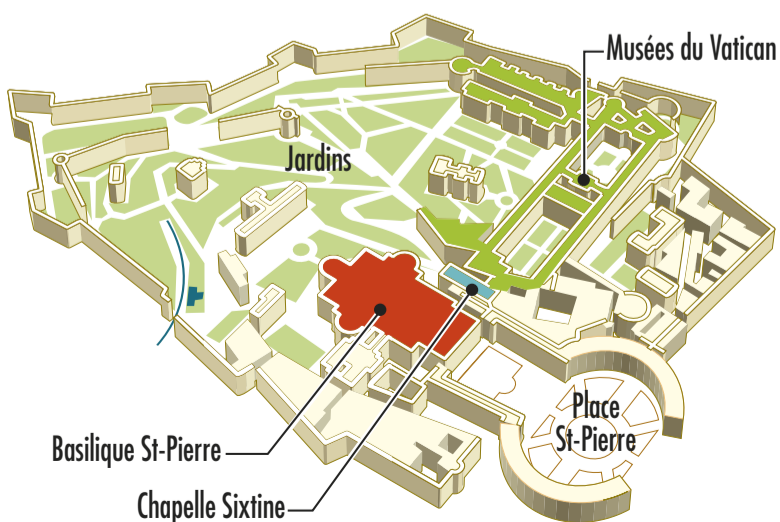 Musées du Vatican
Jardins
Place
St-Pierre
Basilique St-Pierre
Chapelle Sixtine